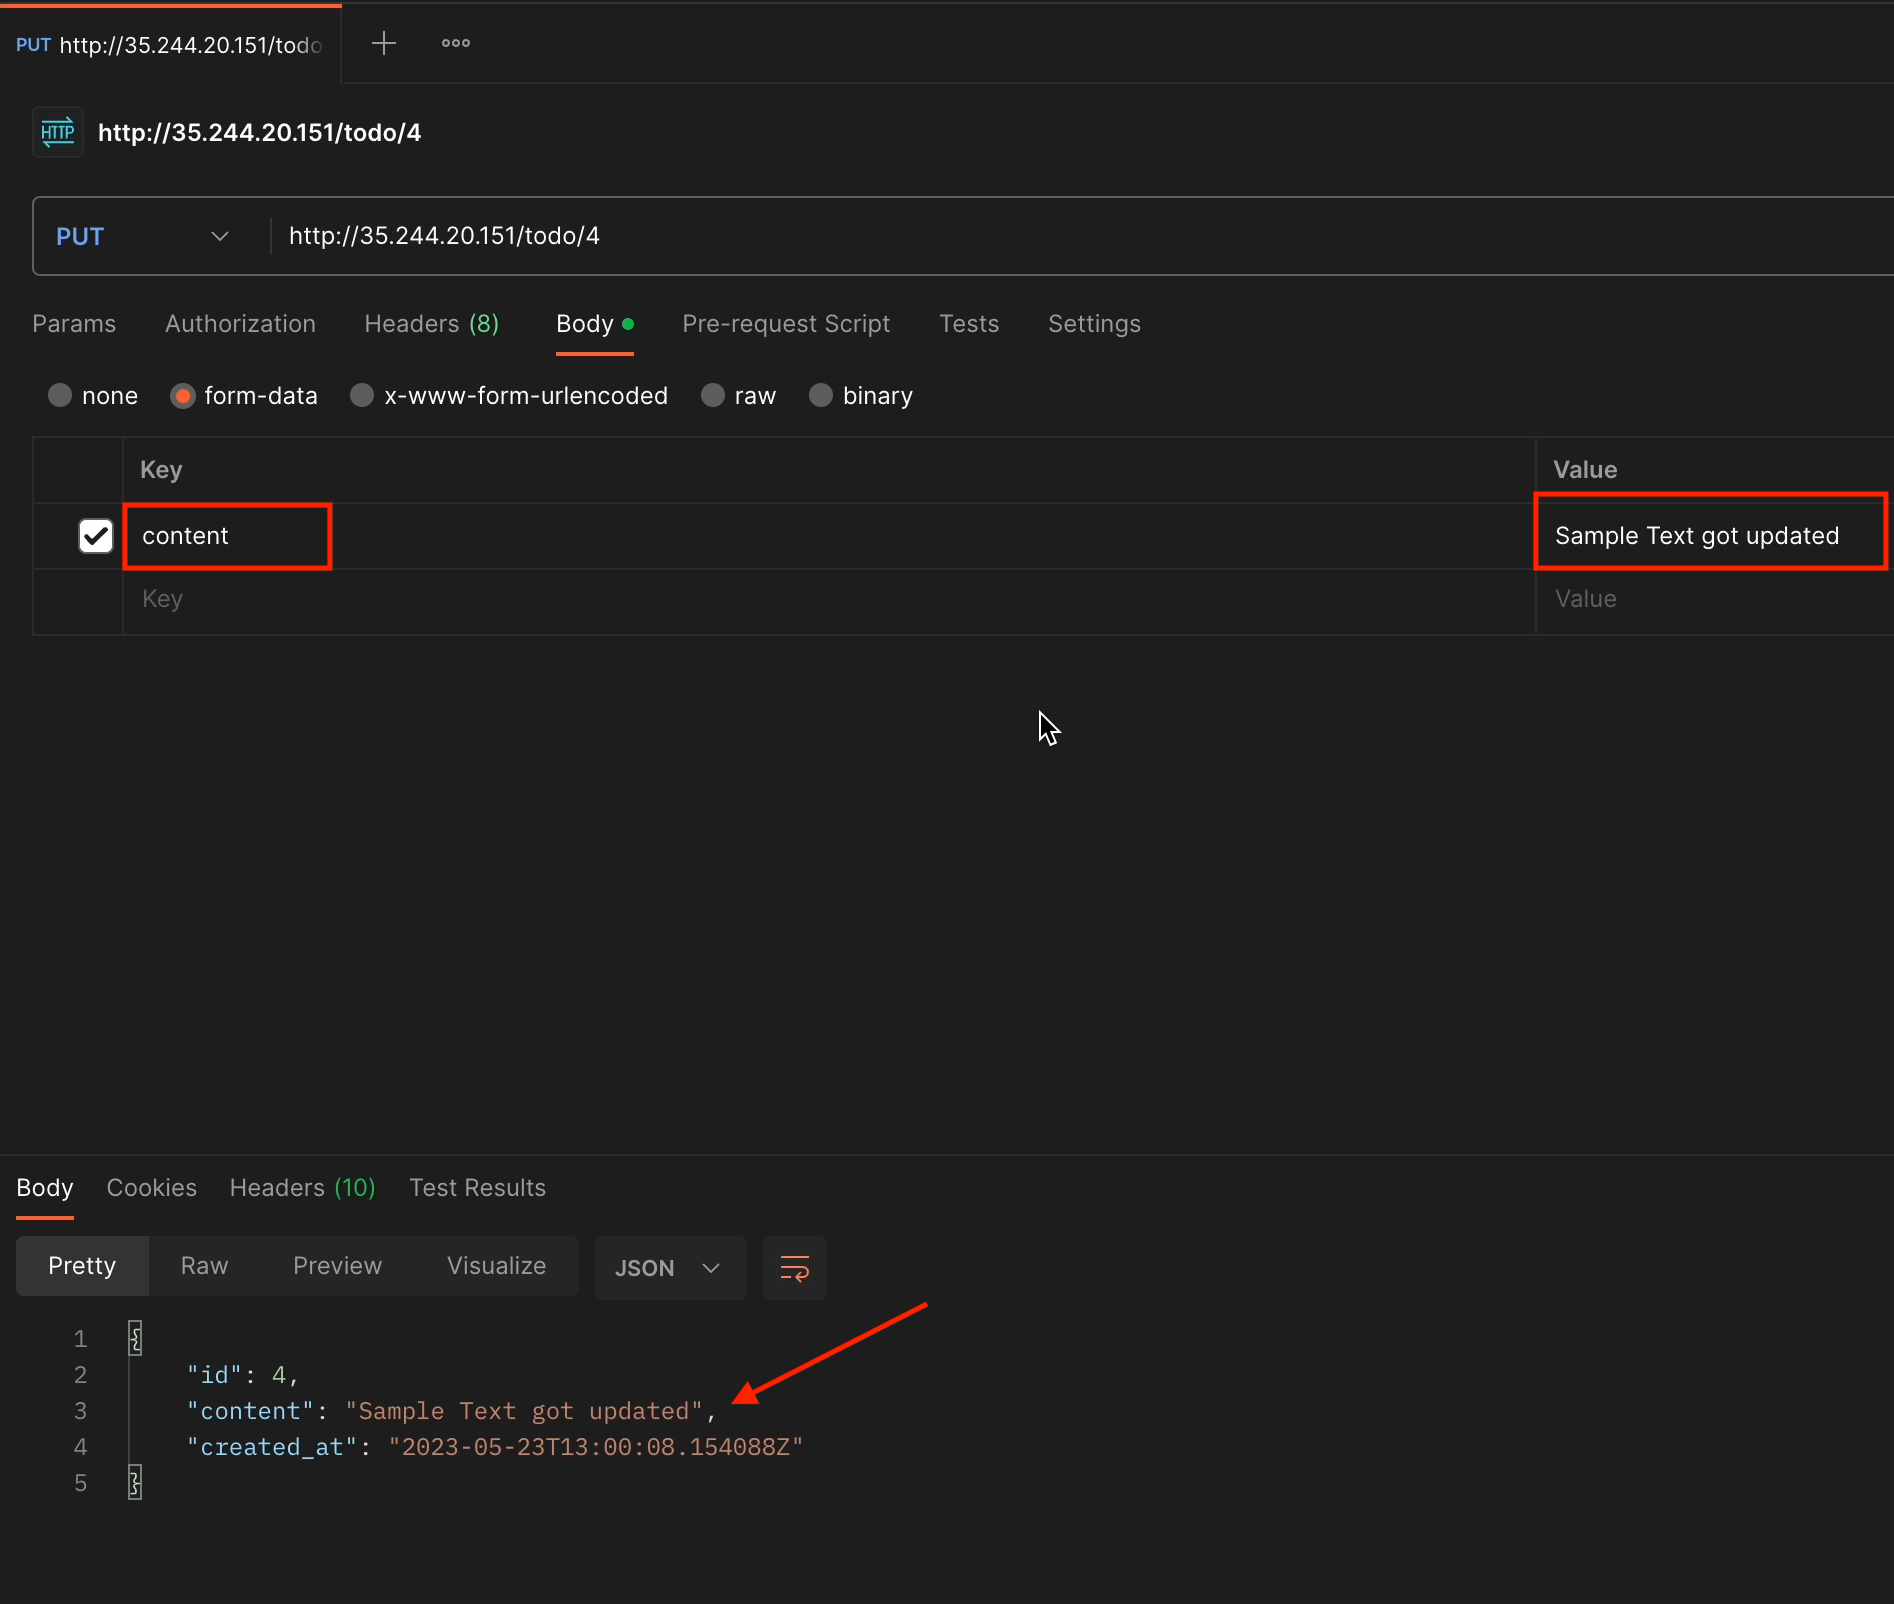 PUT http://35.244.20.151/todo
HTTP http://35.244.20.151/todo/4
PUT http://35.244.20.151/todo/4
Params Authorization Headers (8) Body Pre-request Script Tests Settings
none form-data x-www-form-urlencoded raw binary
Key Value
content Sample Text got updated
Key Value
Body Cookies Headers (10) Test Results
Pretty Raw Preview Visualize JSON
1 {
2 "id": 4,
3 "content": "Sample Text got updated",
4 "created_at": "2023-05-23T13:00:08.154088Z"
5 }